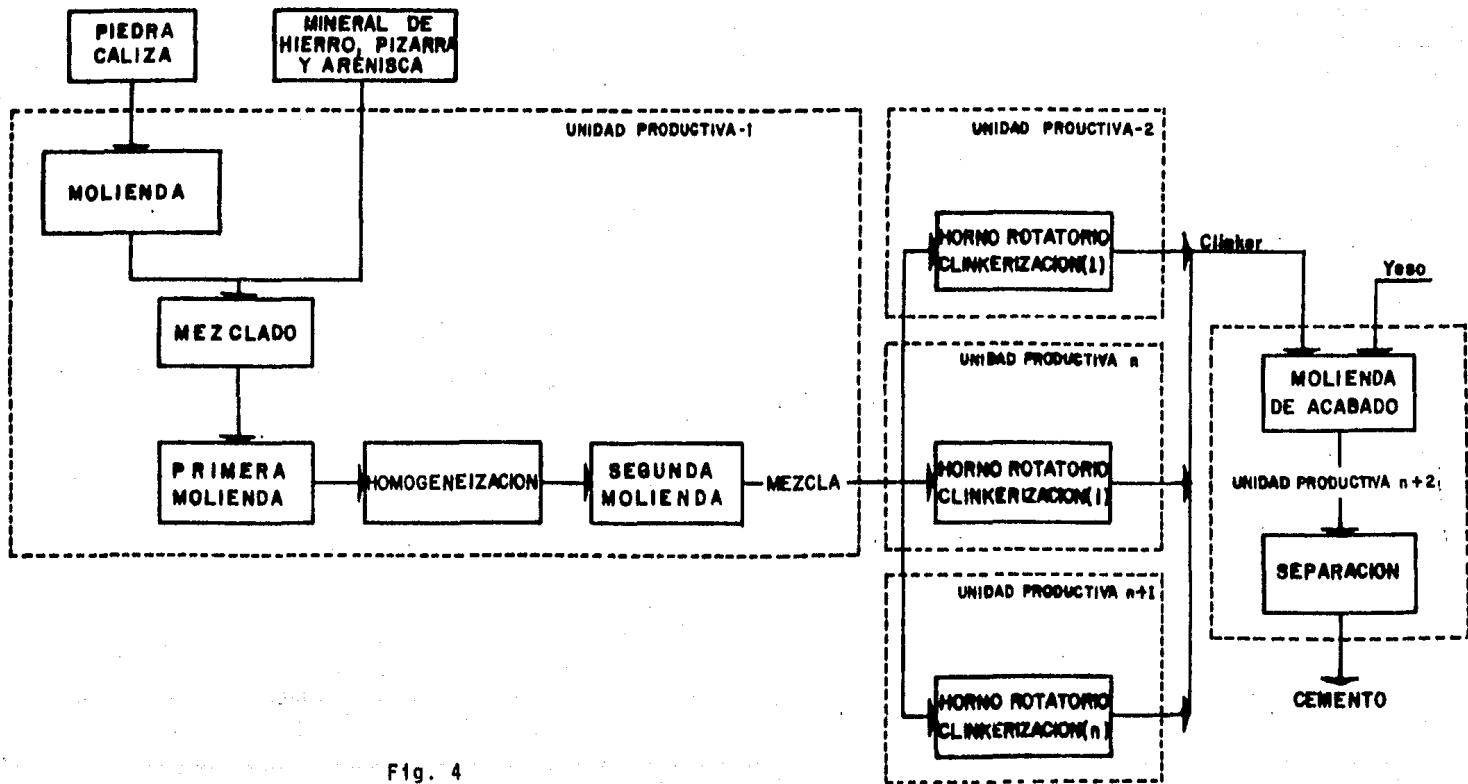 PIEDRA
CALIZA
MINERAL DE
HIERRO, PIZARRA
Y ARENISCA
UNIDAD PRODUCTIVA-1
MOLIENDA
MEZCLADO
PRIMERA
MOLIENDA
HOMOGENEIZACION
SEGUNDA
MOLIENDA
MEZCLA
UNIDAD PROUCTIVA-2
HORNO ROTATORIO
CLINKERIZACION(1)
UNIDAD PRODUCTIVA n
HORNO ROTATORIO
CLINKERIZACION(1)
UNIDAD PRODUCTIVA n+1
HORNO ROTATORIO
CLINKERIZACION(n)
Clinker
Yeso
MOLIENDA
DE ACABADO
UNIDAD PRODUCTIVA n+2
SEPARACION
CEMENTO
Fig. 4